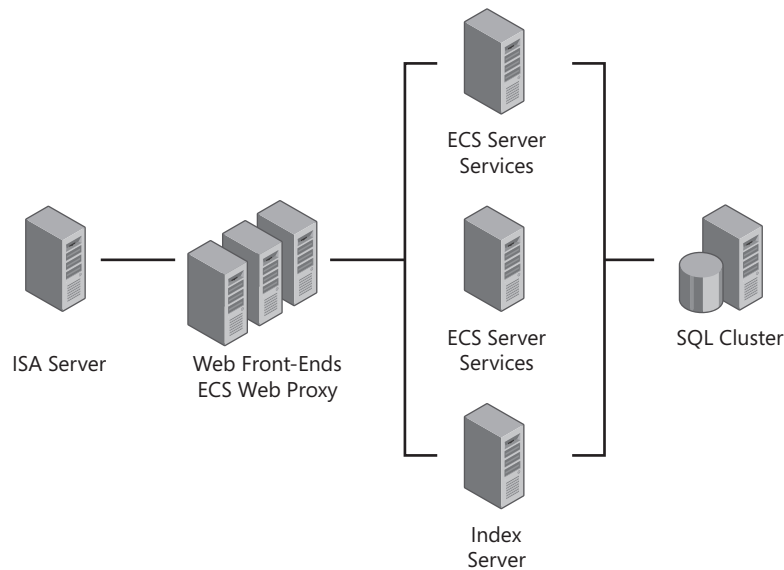 ECS Server
Services
ISA Server
Web Front-Ends
ECS Web Proxy
ECS Server
Services
SQL Cluster
Index
Server